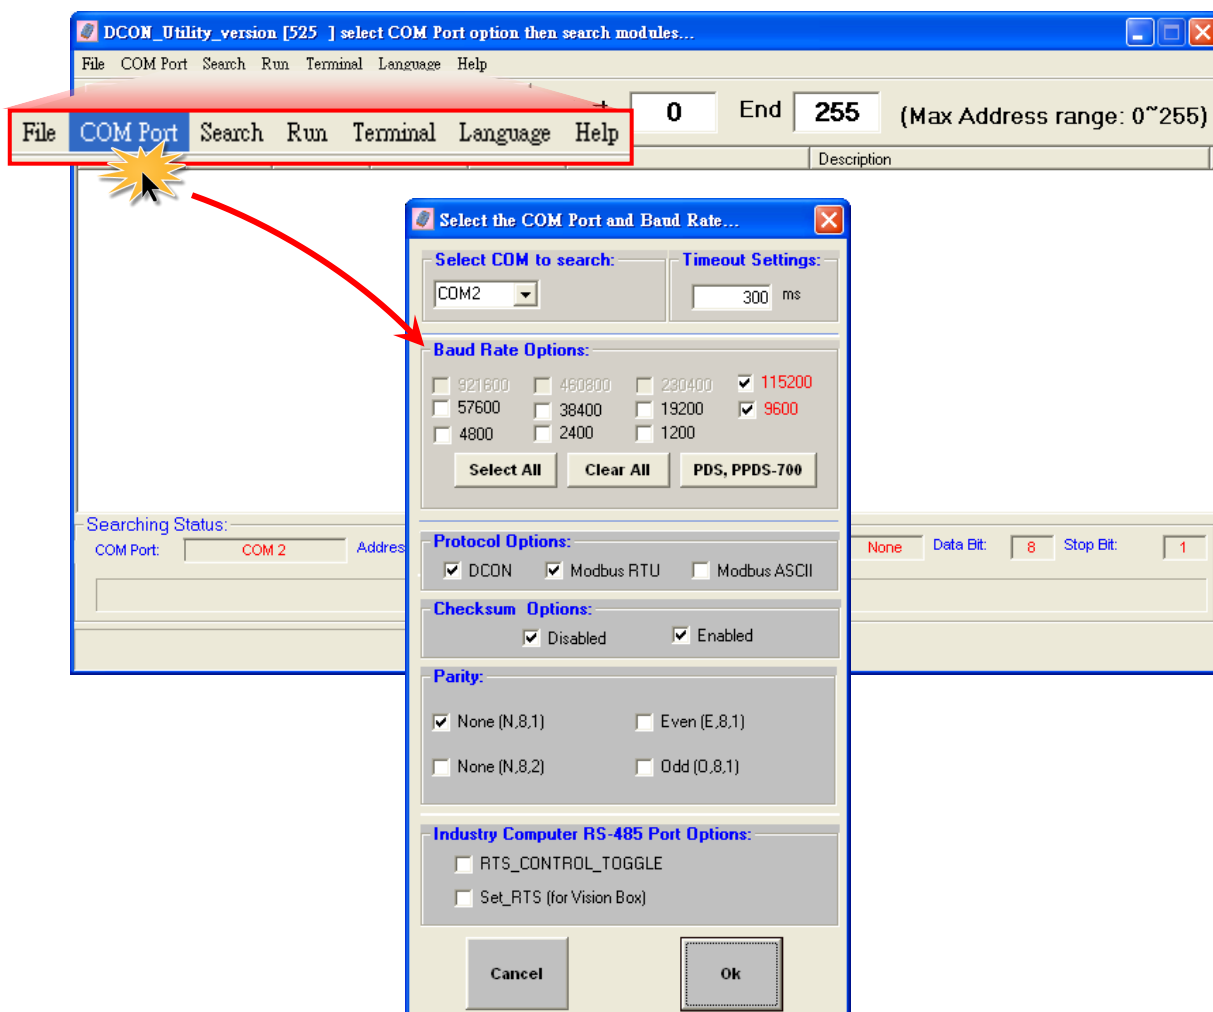 DCON_Utility_version [525 ] select COM Port option then search modules...
File COM Port Search Run Terminal Language Help
0 End 255 (Max Address range: 0~255)
File COM Port Search Run Terminal Language Help
Description
Select the COM Port and Baud Rate...
Select COM to search: Timeout Settings:
COM2 300 ms
Baud Rate Options:
921600 460800 230400 115200
57600 38400 19200 9600
4800 2400 1200
Select All Clear All PDS, PPDS-700
Searching Status:
COM Port: COM 2 Addres None Data Bit: 8 Stop Bit: 1
Protocol Options:
DCON Modbus RTU Modbus ASCII
Checksum Options:
Disabled Enabled
Parity:
None (N,8,1) Even (E,8,1)
None (N,8,2) Odd (O,8,1)
Industry Computer RS-485 Port Options:
RTS_CONTROL_TOGGLE
Set_RTS (for Vision Box)
Cancel Ok